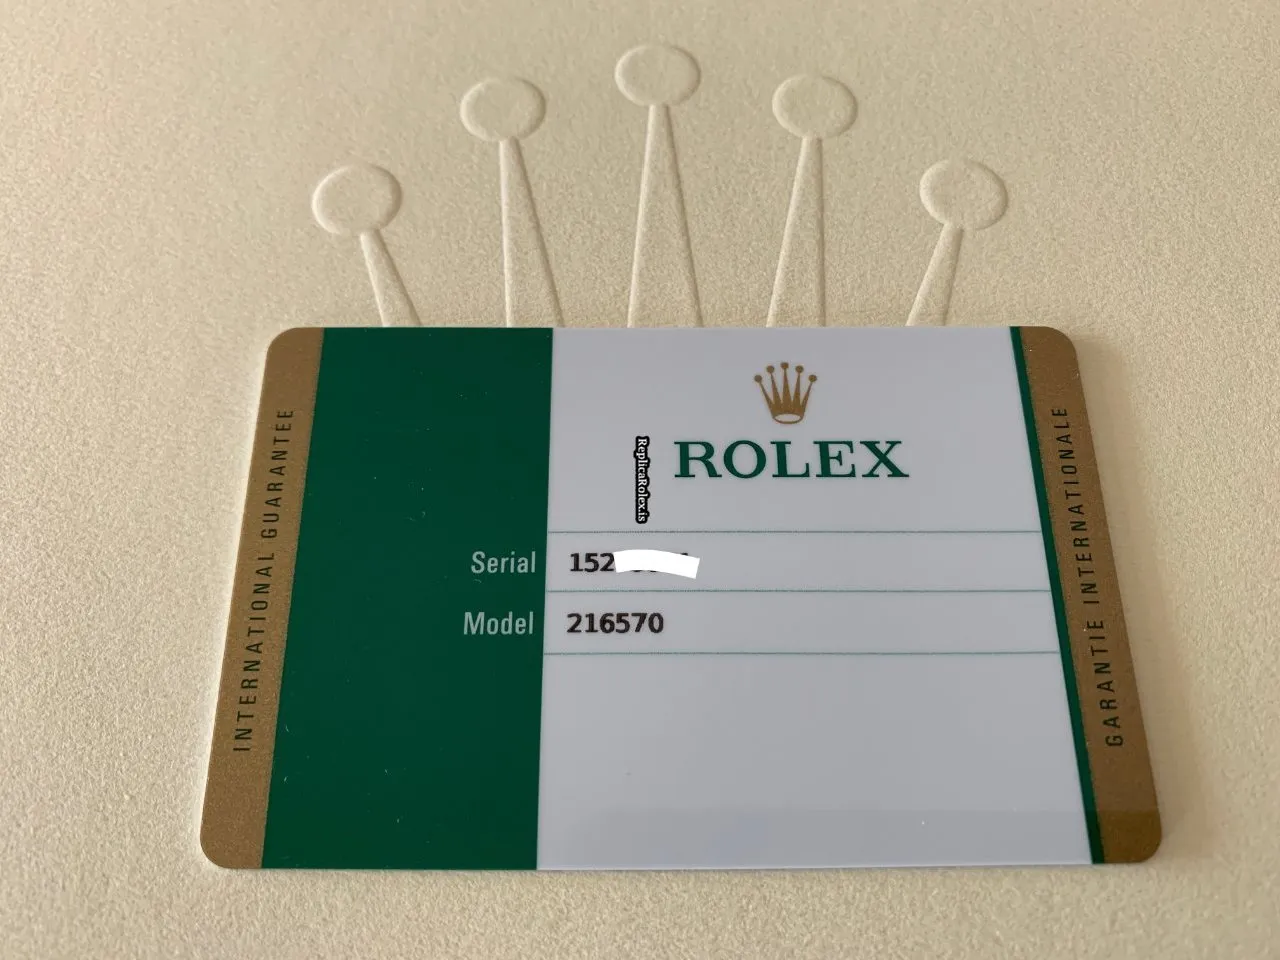 INTERNATIONAL GUARANTEE
ROLEX
ReplicaRolex.is
Serial 152
Model 216570
GARANTIE INTERNATIONALE